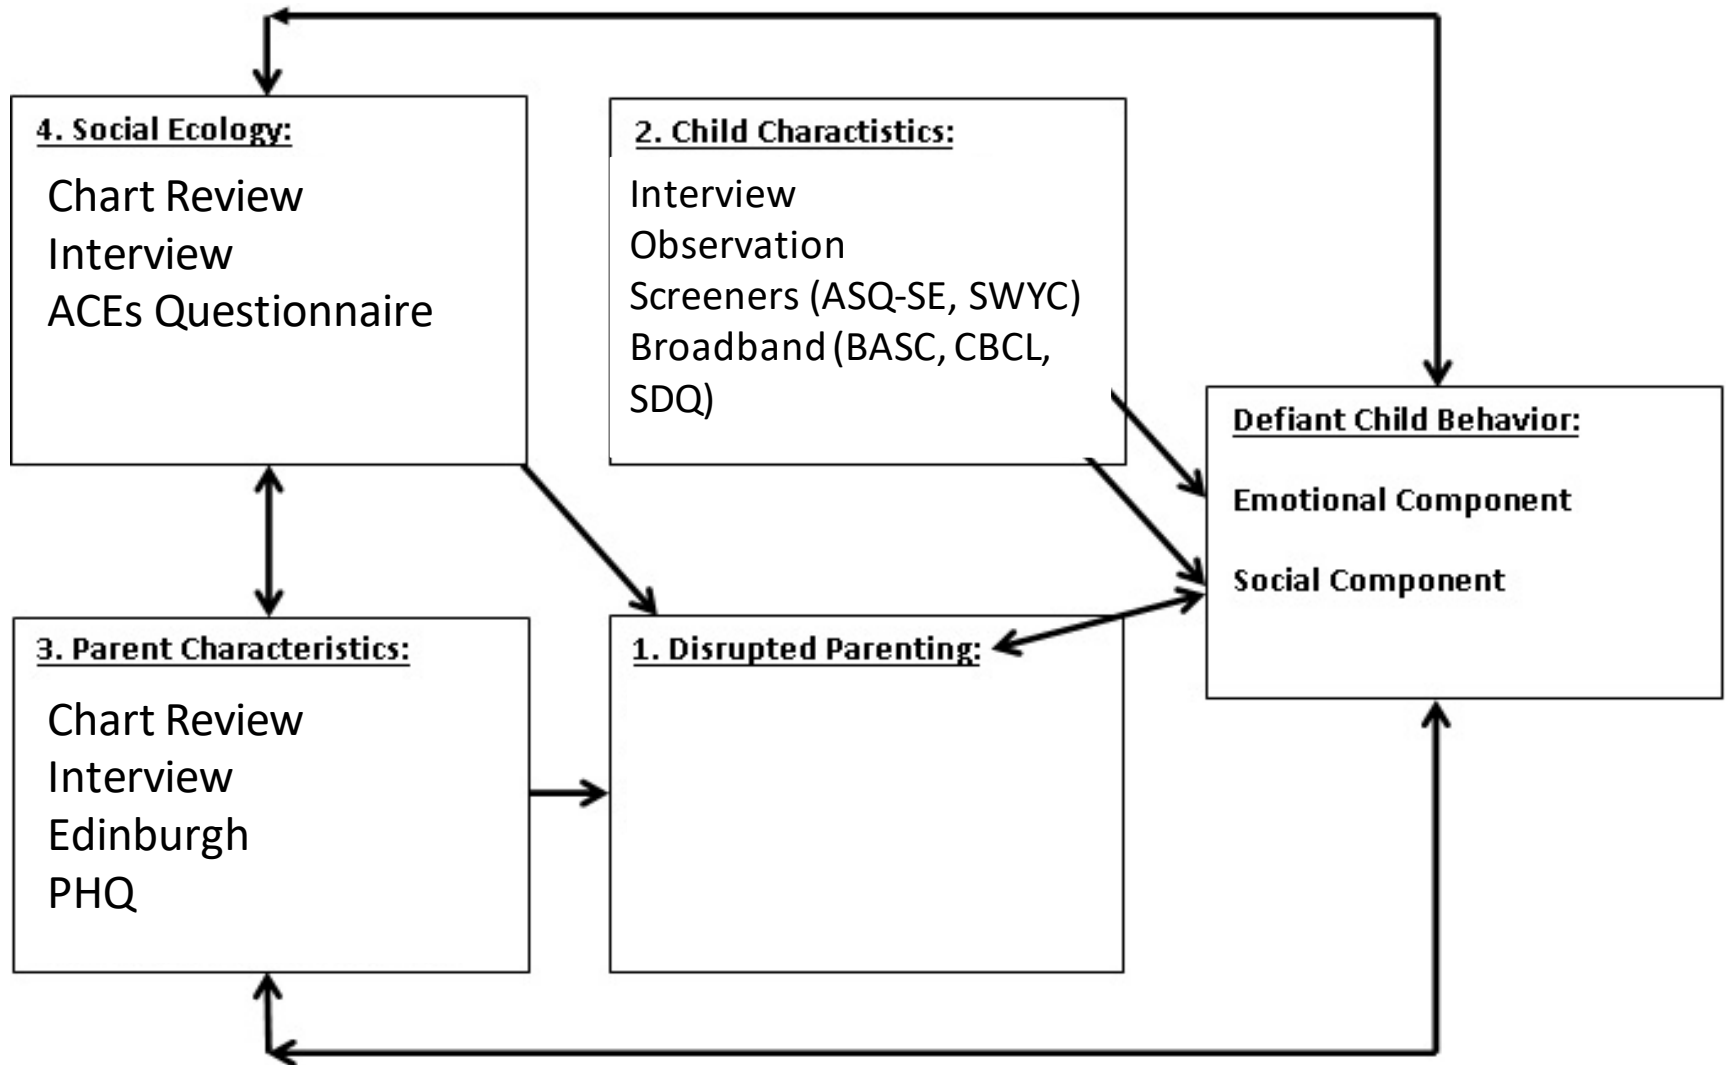 4. Social Ecology:
Chart Review
Interview
ACEs Questionnaire
2. Child Charactistics:
Interview
Observation
Screeners (ASQ-SE, SWYC)
Broadband (BASC, CBCL,
SDQ)
Defiant Child Behavior:
Emotional Component
Social Component
3. Parent Characteristics:
Chart Review
Interview
Edinburgh
PHQ
1. Disrupted Parenting: